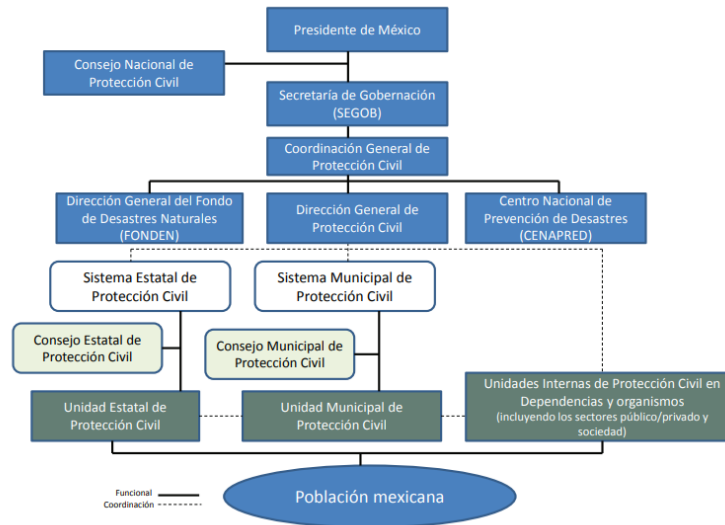 Presidente de México
Consejo Nacional de
Protección Civil
Secretaría de Gobernación
(SEGOB)
Coordinación General de
Protección Civil
Dirección General del Fondo
de Desastres Naturales
(FONDEN)
Dirección General de
Protección Civil
Centro Nacional de
Prevención de Desastres
(CENAPRED)
Sistema Estatal de
Protección Civil
Sistema Municipal de
Protección Civil
Consejo Estatal de
Protección Civil
Consejo Municipal de
Protección Civil
Unidad Estatal de
Protección Civil
Unidad Municipal de
Protección Civil
Unidades Internas de Protección Civil en
Dependencias y organismos
(incluyendo los sectores público/privado y
sociedad)
Funcional
Coordinación
Población mexicana